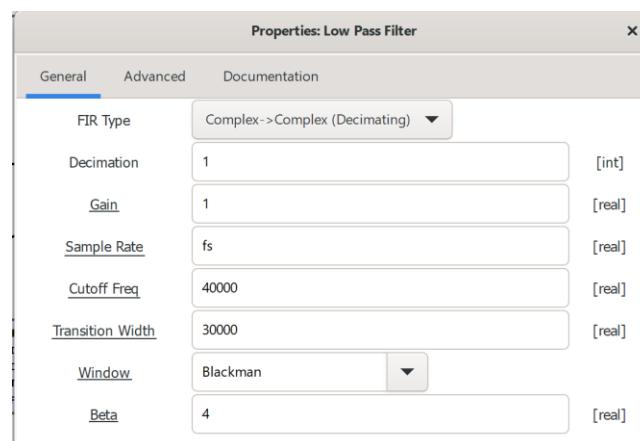 Properties: Low Pass Filter ×
General Advanced Documentation
FIR Type Complex->Complex (Decimating)
Decimation 1 [int]
Gain 1 [real]
Sample Rate fs [real]
Cutoff Freq 40000 [real]
Transition Width 30000 [real]
Window Blackman
Beta 4 [real]